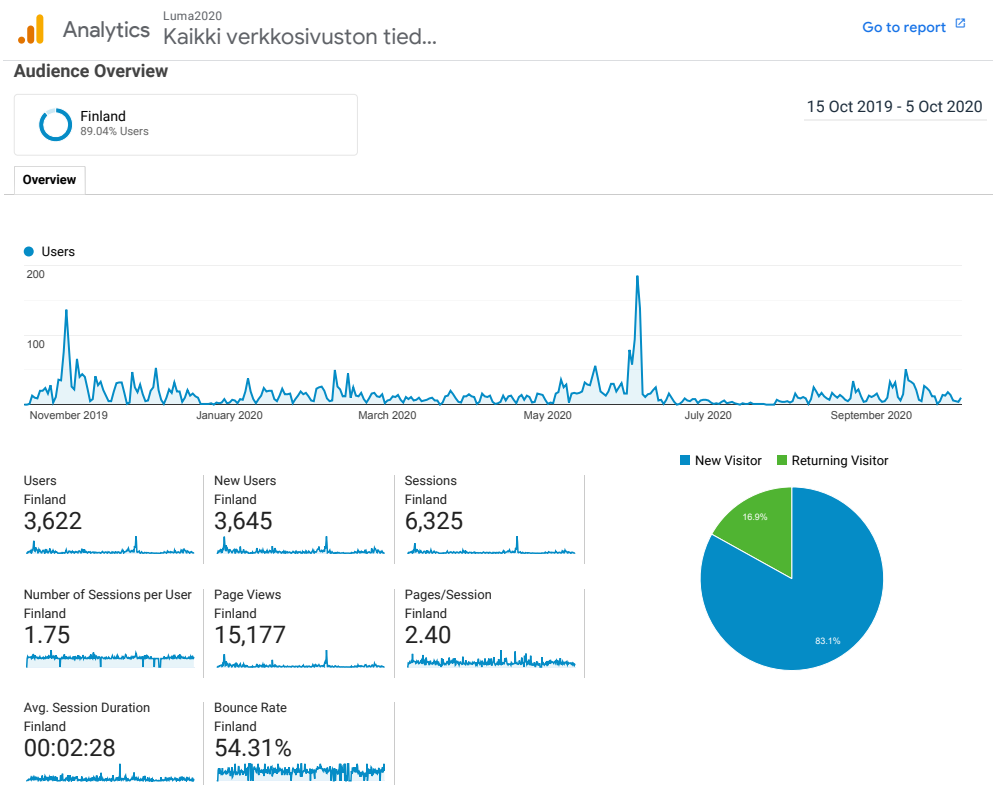 Analytics
Luma2020
Kaikki verkkosivuston tied...
Go to report
Audience Overview
Finland
89.04% Users
15 Oct 2019 - 5 Oct 2020
Overview
Users
200
100
November 2019
January 2020
March 2020
May 2020
July 2020
September 2020
New Visitor
Returning Visitor
16.9%
83.1%
Users
Finland
3,622
New Users
Finland
3,645
Sessions
Finland
6,325
Number of Sessions per User
Finland
1.75
Page Views
Finland
15,177
Pages/Session
Finland
2.40
Avg. Session Duration
Finland
00:02:28
Bounce Rate
Finland
54.31%